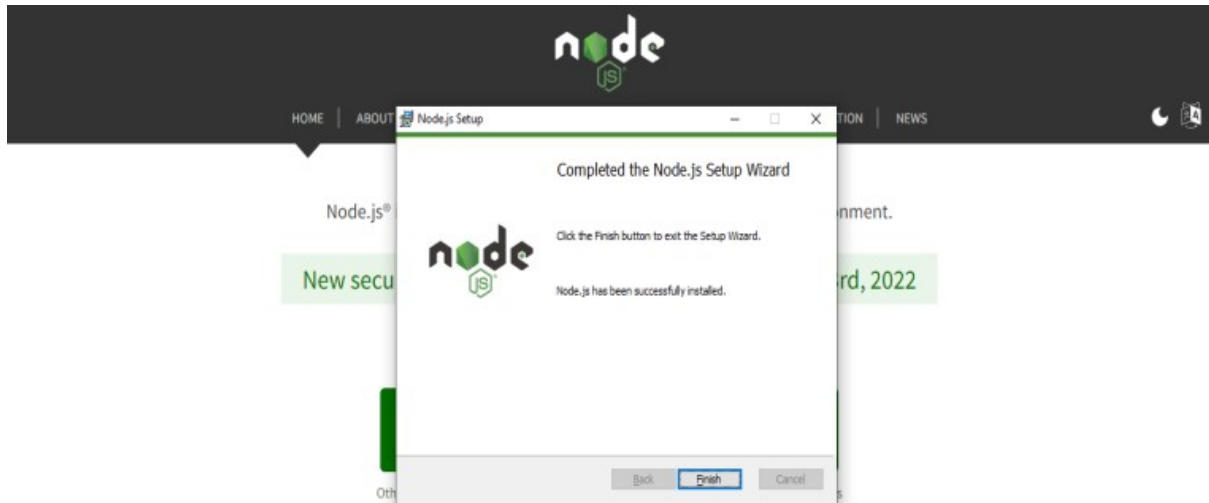 node
JS
HOME | ABOUT
Node.js Setup
TION | NEWS
Completed the Node.js Setup Wizard
Node.js®
nment.
Click the Finish button to exit the Setup Wizard.
node
JS
New secu
rd, 2022
Node.js has been successfully installed.
Back
Finish
Cancel
Oth
s